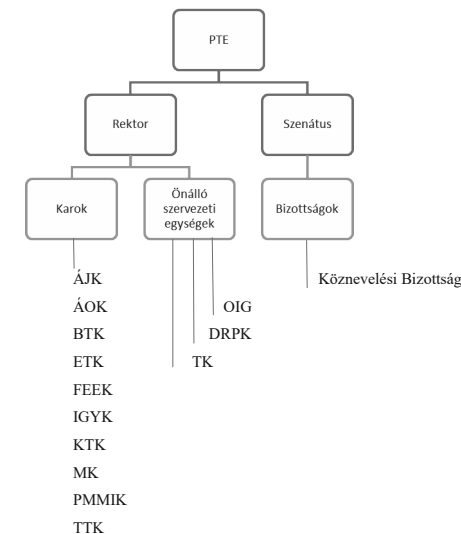 PTE
Rektor
Szenátus
Karok
Önálló
szervezeti
egységek
Bizottságok
ÁJK
Köznevelési Bizottság
ÁOK
OIG
BTK
DRPK
ETK
TK
FEEK
IGYK
KTK
MK
PMMIK
TTK